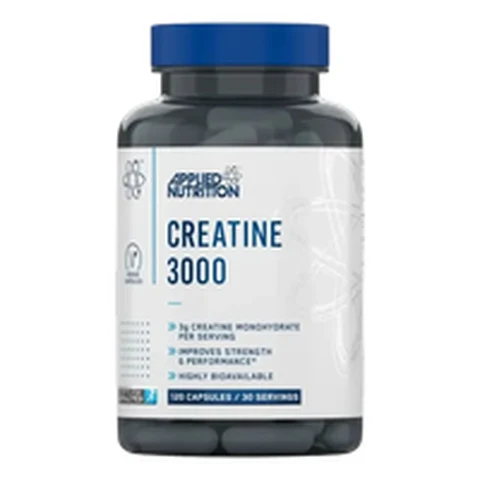 APPLIED
NUTRITION
CREATINE
3000
3g CREATINE MONOHYDRATE
PER SERVING
IMPROVES STRENGTH
& PERFORMANCE**
HIGHLY BIOAVAILABLE
120 CAPSULES / 30 SERVINGS